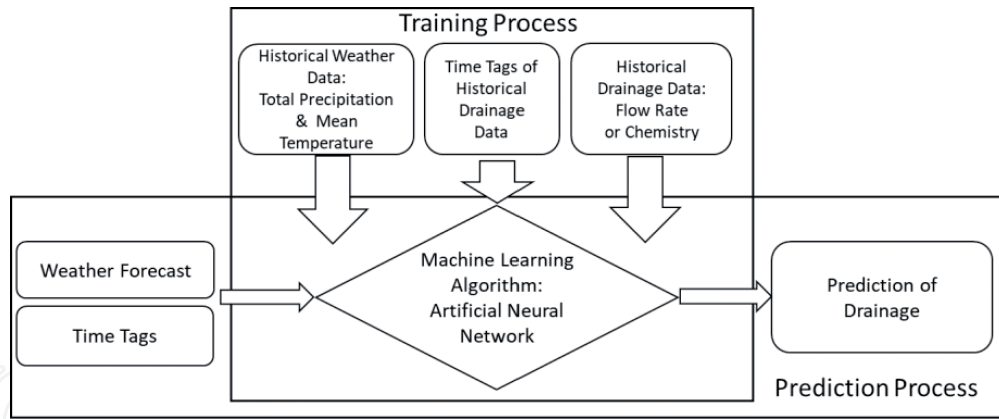 Training Process
Historical Weather
Data:
Total Precipitation
& Mean
Temperature
Time Tags of
Historical
Drainage
Data
Historical
Drainage Data:
Flow Rate
or Chemistry
Weather Forecast
Time Tags
Machine Learning
Algorithm:
Artificial Neural
Network
Prediction of
Drainage
Prediction Process